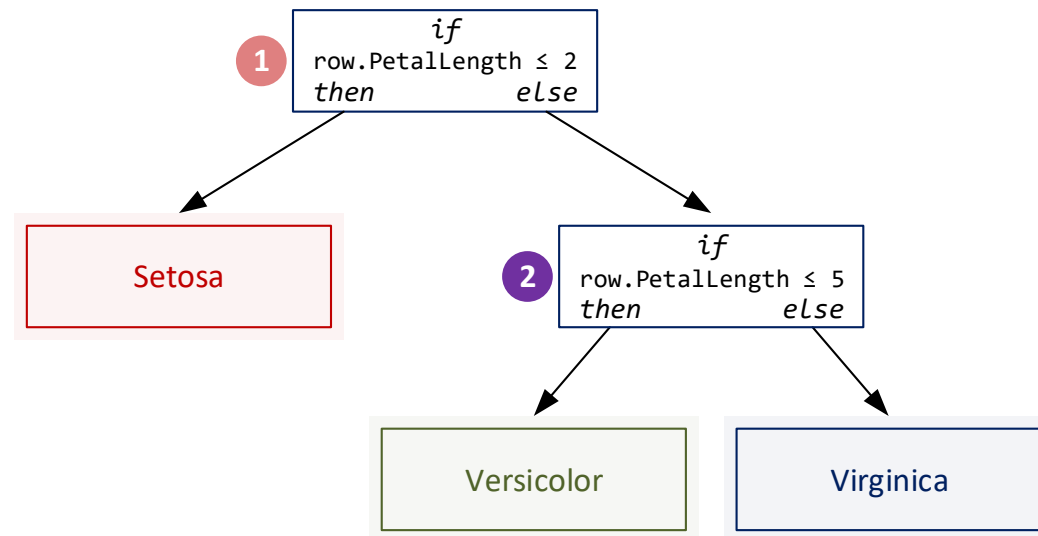 if
1
row.PetalLength ≤ 2
then else
Setosa
if
2
row.PetalLength ≤ 5
then else
Versicolor
Virginica